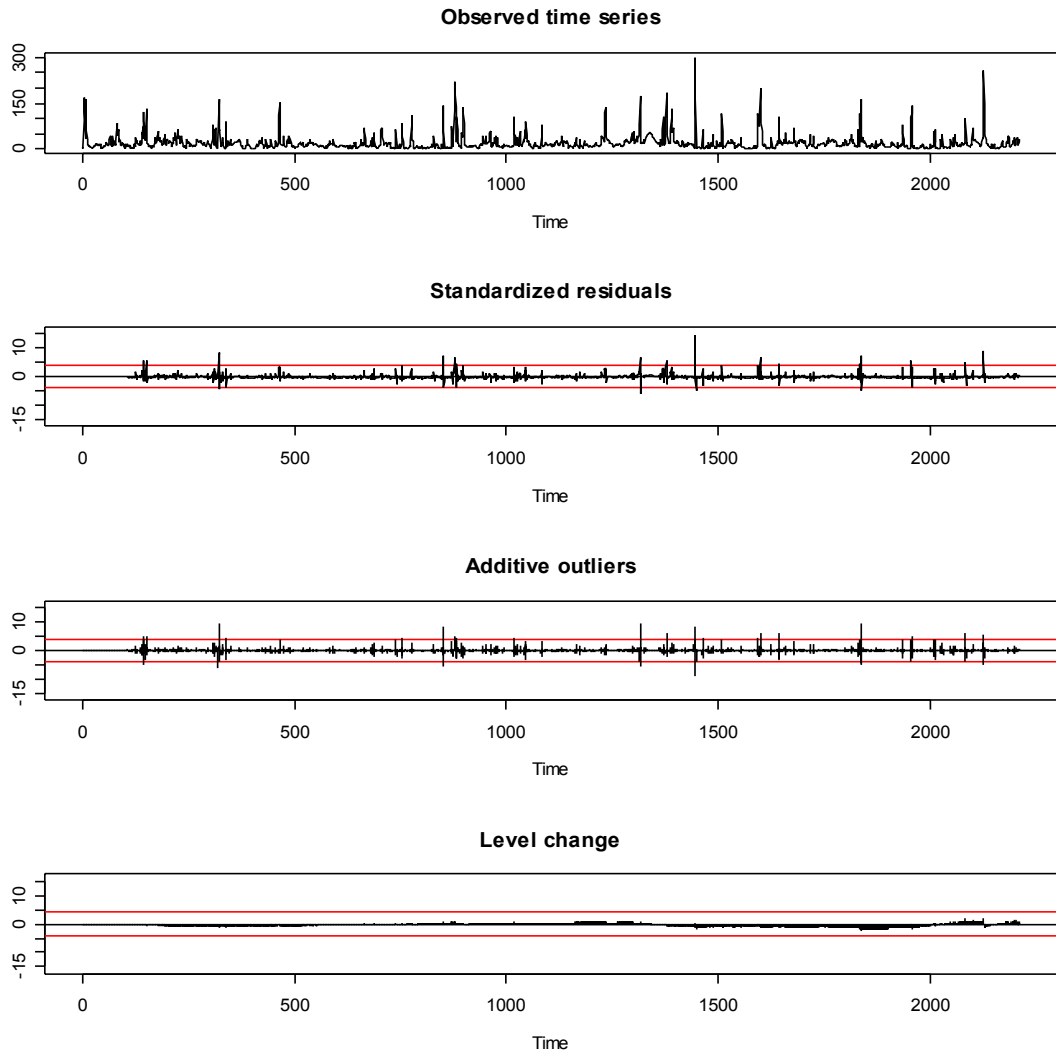 Observed time series
300
150
0
0 500 1000 1500 2000
Time
Standardized residuals
10
0
-15
0 500 1000 1500 2000
Time
Additive outliers
10
0
-15
0 500 1000 1500 2000
Time
Level change
10
0
-15
0 500 1000 1500 2000
Time